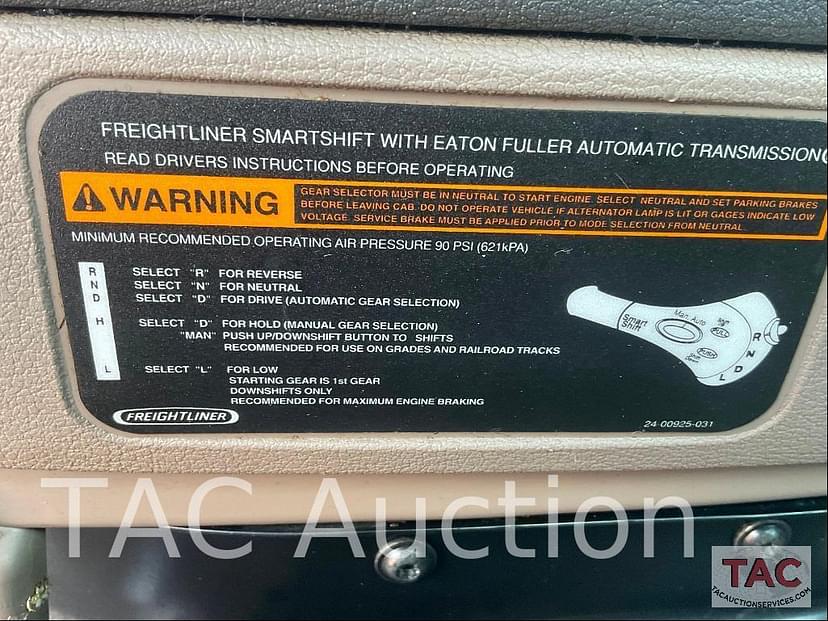 FREIGHTLINER SMARTSHIFT WITH EATON FULLER AUTOMATIC TRANSMISSION
READ DRIVERS INSTRUCTIONS BEFORE OPERATING
WARNING
GEAR SELECTOR MUST BE IN NEUTRAL TO START ENGINE. SELECT NEUTRAL AND SET PARKING BRAKES
BEFORE LEAVING CAB. DO NOT OPERATE VEHICLE IF ALTERNATOR LAMP IS LIT OR GAGES INDICATE LOW
VOLTAGE. SERVICE BRAKE MUST BE APPLIED PRIOR TO MODE SELECTION FROM NEUTRAL.
MINIMUM RECOMMENDED OPERATING AIR PRESSURE 90 PSI (621kPA)
R SELECT "R" FOR REVERSE
N SELECT "N" FOR NEUTRAL
D SELECT "D" FOR DRIVE (AUTOMATIC GEAR SELECTION)
H SELECT "D" FOR HOLD (MANUAL GEAR SELECTION)
"MAN" PUSH UP/DOWNSHIFT BUTTON TO SHIFTS
RECOMMENDED FOR USE ON GRADES AND RAILROAD TRACKS
L SELECT "L" FOR LOW
STARTING GEAR IS 1st GEAR
DOWNSHIFTS ONLY
RECOMMENDED FOR MAXIMUM ENGINE BRAKING
Smart
Shift
Man Auto
PULL
PUSH
R
N
D
L
FREIGHTLINER
24-00925-031
TAC Auction
TAC
TACAUCTIONSERVICES.COM